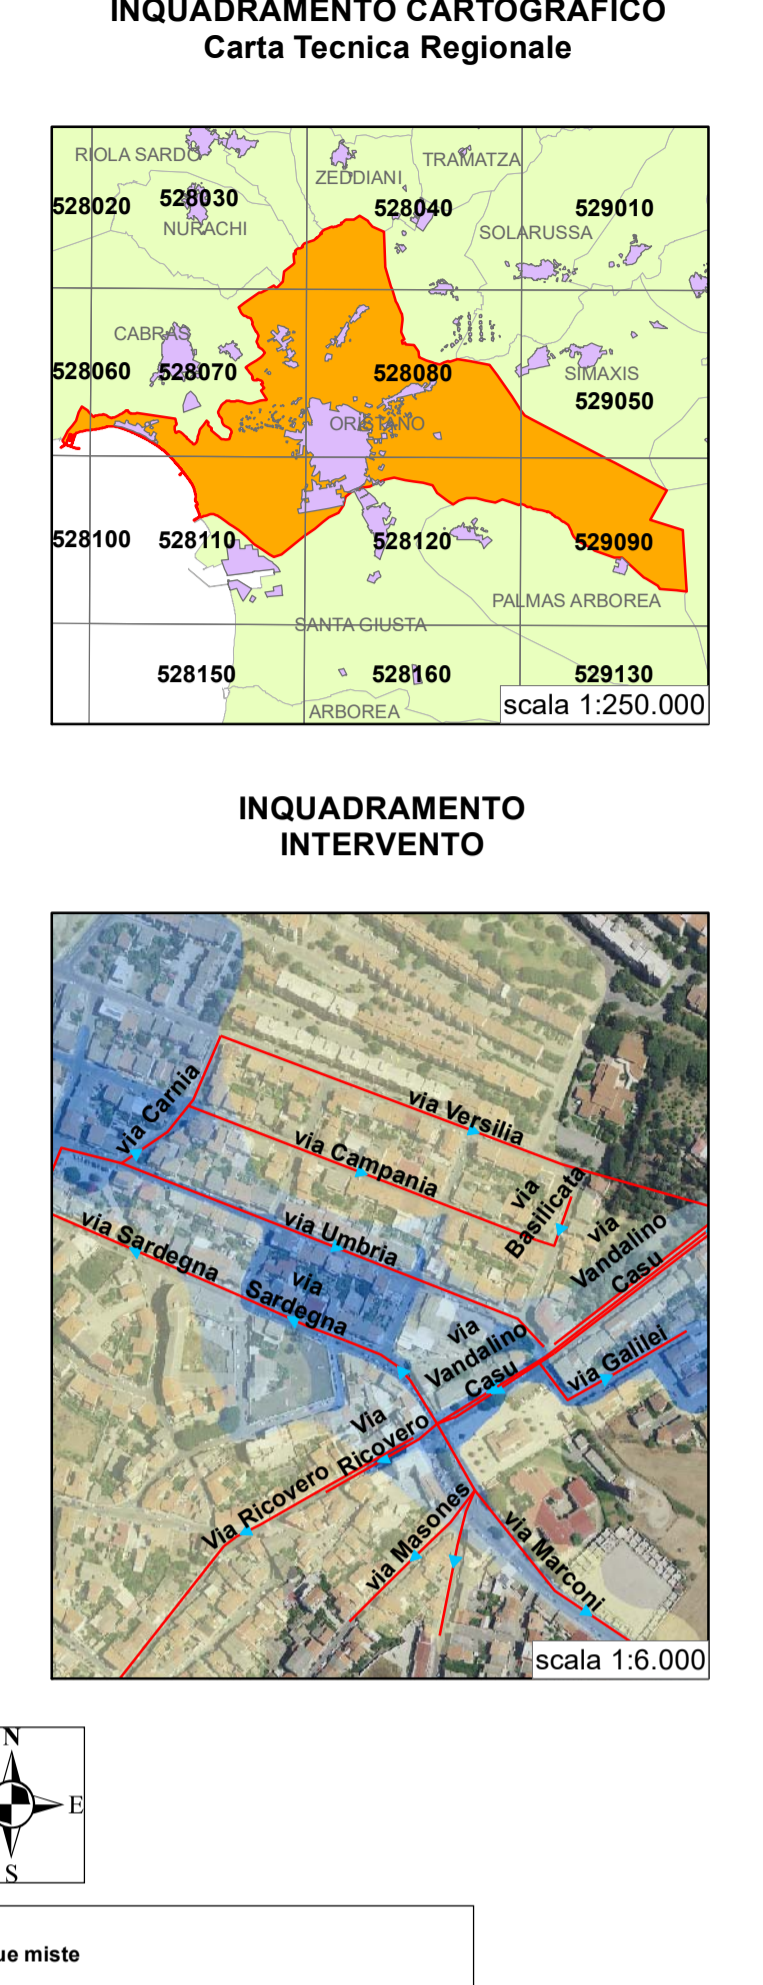 INQUADRAMENTO CARTOGRAFICO
Carta Tecnica Regionale
RIOLA SARDO
ZEDDIANI
TRAMATZA
528020
528030
528040
529010
NURACHI
SOLARUSSA
CABRAS
528060
528070
528080
SIMAXIS
529050
ORISTANO
528100
528110
528120
529090
PALMAS ARBOREA
SANTA GIUSTA
528150
528160
529130
ARBOREA
scala 1:250.000
INQUADRAMENTO
INTERVENTO
via Carnia
via Versilia
via Campania
via
Basilicata
via
Vandalino
Casu
via Umbria
via Sardegna
via
Sardegna
via
Vandalino
Casu
via Galilei
Via
Ricovero
Via Ricovero
via Masones
via Marconi
scala 1:6.000
N
E
S
ue miste